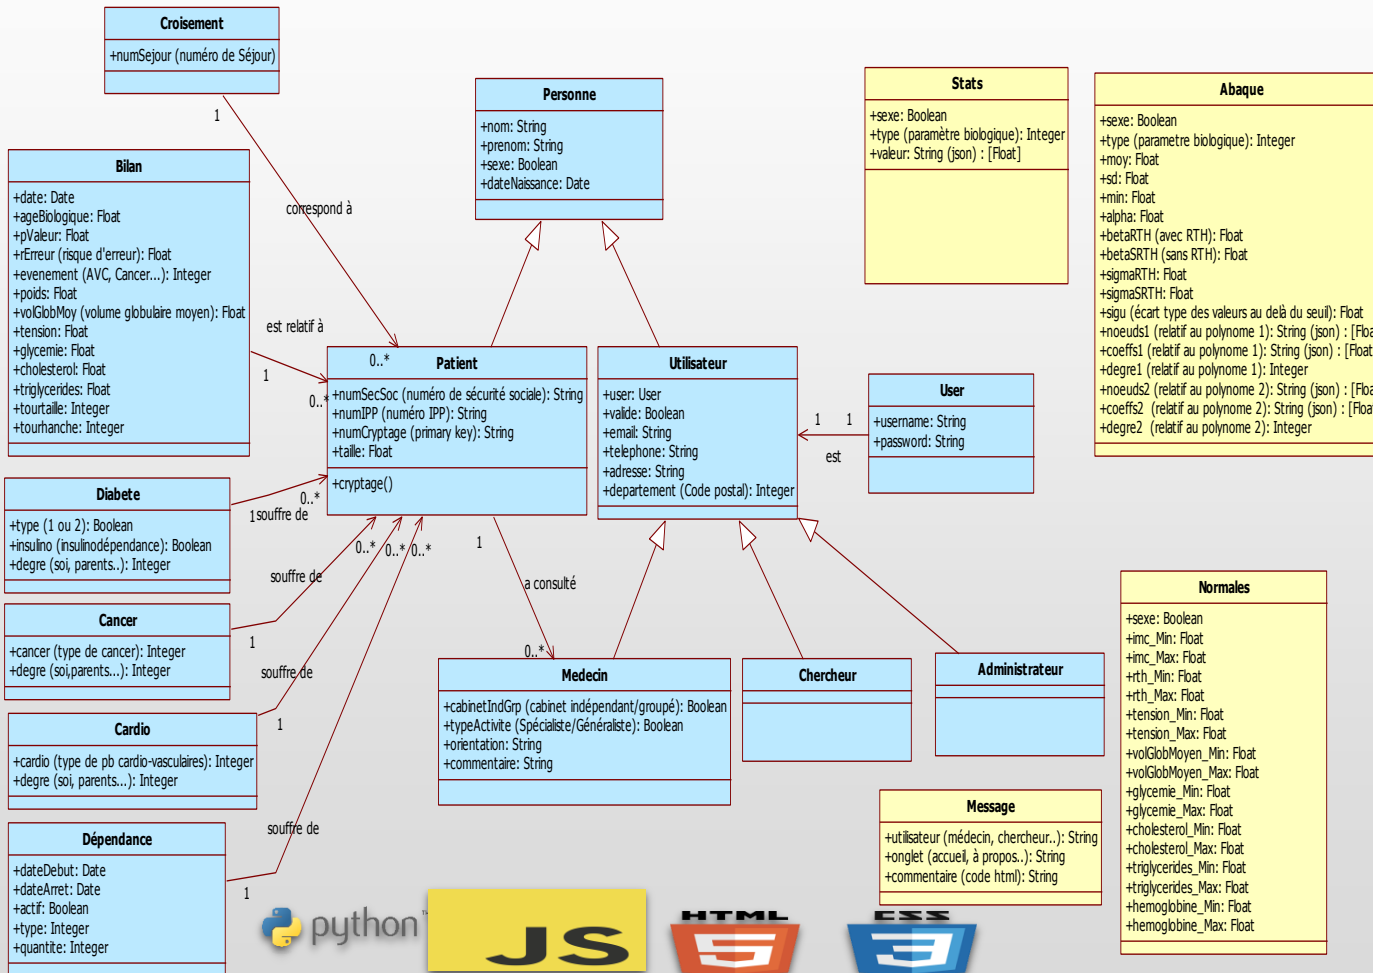 Croisement
+numSejour (numéro de Séjour)
1
correspond à
0..*
Personne
+nom: String
+prenom: String
+sexe: Boolean
+dateNaissance: Date
Stats
+sexe: Boolean
+type (paramètre biologique): Integer
+valeur: String (json) : [Float]
Abaque
+sexe: Boolean
+type (parametre biologique): Integer
+moy: Float
+sd: Float
+min: Float
+alpha: Float
+betaRTH (avec RTH): Float
+betaSRTH (sans RTH): Float
+sigmaRTH: Float
+sigmaSRTH: Float
+sigu (écart type des valeurs au delà du seuil): Float
+noeuds1 (relatif au polynome 1): String (json) : [Floa
+coeffs1 (relatif au polynome 1): String (json) : [Float
+degre1 (relatif au polynome 1): Integer
+noeuds2 (relatif au polynome 2): String (json) : [Floa
+coeffs2 (relatif au polynome 2): String (json) : [Floa
+degre2 (relatif au polynome 2): Integer
Bilan
+date: Date
+ageBiologique: Float
+pValeur: Float
+rErreur (risque d'erreur): Float
+evenement (AVC, Cancer...): Integer
+poids: Float
+volGlobMoy (volume globulaire moyen): Float
+tension: Float
+glycemie: Float
+cholesterol: Float
+triglycerides: Float
+tourtaille: Integer
+tourhanche: Integer
est relatif à
1
0..*
Patient
+numSecSoc (numéro de sécurité sociale): String
+numIPP (numéro IPP): String
+numCryptage (primary key): String
+taille: Float
+cryptage()
Utilisateur
+user: User
+valide: Boolean
+email: String
+telephone: String
+adresse: String
+departement (Code postal): Integer
1
1
est
User
+username: String
+password: String
Diabete
+type (1 ou 2): Boolean
+insulino (insulinodépendance): Boolean
+degre (soi, parents..): Integer
0..*
1
souffre de
Cancer
+cancer (type de cancer): Integer
+degre (soi,parents...): Integer
0..*
souffre de
1
Cardio
+cardio (type de pb cardio-vasculaires): Integer
+degre (soi, parents...): Integer
0..*
souffre de
1
Dépendance
+dateDebut: Date
+dateArret: Date
+actif: Boolean
+type: Integer
+quantite: Integer
0..*
souffre de
1
1
a consulté
0..*
Medecin
+cabinetIndGrp (cabinet indépendant/groupé): Boolean
+typeActivite (Spécialiste/Généraliste): Boolean
+orientation: String
+commentaire: String
Chercheur
Administrateur
Normales
+sexe: Boolean
+imc_Min: Float
+imc_Max: Float
+rth_Min: Float
+rth_Max: Float
+tension_Min: Float
+tension_Max: Float
+volGlobMoyen_Min: Float
+volGlobMoyen_Max: Float
+glycemie_Min: Float
+glycemie_Max: Float
+cholesterol_Min: Float
+cholesterol_Max: Float
+triglycerides_Min: Float
+triglycerides_Max: Float
+hemoglobine_Min: Float
+hemoglobine_Max: Float
Message
+utilisateur (médecin, chercheur..): String
+onglet (accueil, à propos..): String
+commentaire (code html): String
python™
JS
HTML
5
CSS
3